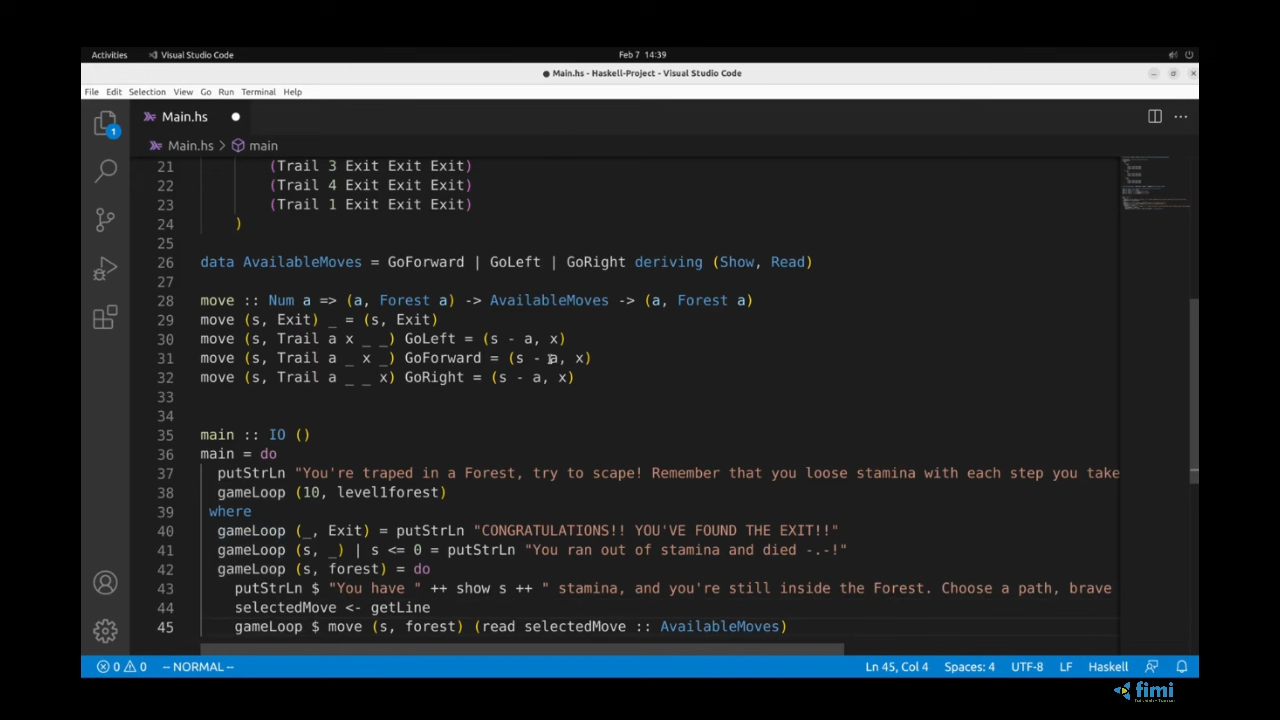 Activities Visual Studio Code Feb 7 14:39
Main.hs - Haskell-Project - Visual Studio Code
File Edit Selection View Go Run Terminal Help
1 Main.hs
Main.hs > main
21 (Trail 3 Exit Exit Exit)
22 (Trail 4 Exit Exit Exit)
23 (Trail 1 Exit Exit Exit)
24 )
25
26 data AvailableMoves = GoForward | GoLeft | GoRight deriving (Show, Read)
27
28 move :: Num a => (a, Forest a) -> AvailableMoves -> (a, Forest a)
29 move (s, Exit) _ = (s, Exit)
30 move (s, Trail a x _ _) GoLeft = (s - a, x)
31 move (s, Trail a _ x _) GoForward = (s - a, x)
32 move (s, Trail a _ _ x) GoRight = (s - a, x)
33
34
35 main :: IO ()
36 main = do
37 putStrLn "You're traped in a Forest, try to scape! Remember that you loose stamina with each step you take
38 gameLoop (10, level1forest)
39 where
40 gameLoop (_, Exit) = putStrLn "CONGRATULATIONS!! YOU'VE FOUND THE EXIT!!"
41 gameLoop (s, _) | s <= 0 = putStrLn "You ran out of stamina and died -.-!"
42 gameLoop (s, forest) = do
43 putStrLn $ "You have " ++ show s ++ " stamina, and you're still inside the Forest. Choose a path, brave
44 selectedMove <- getLine
45 gameLoop $ move (s, forest) (read selectedMove :: AvailableMoves)
0 0 -- NORMAL -- Ln 45, Col 4 Spaces: 4 UTF-8 LF Haskell
fimi